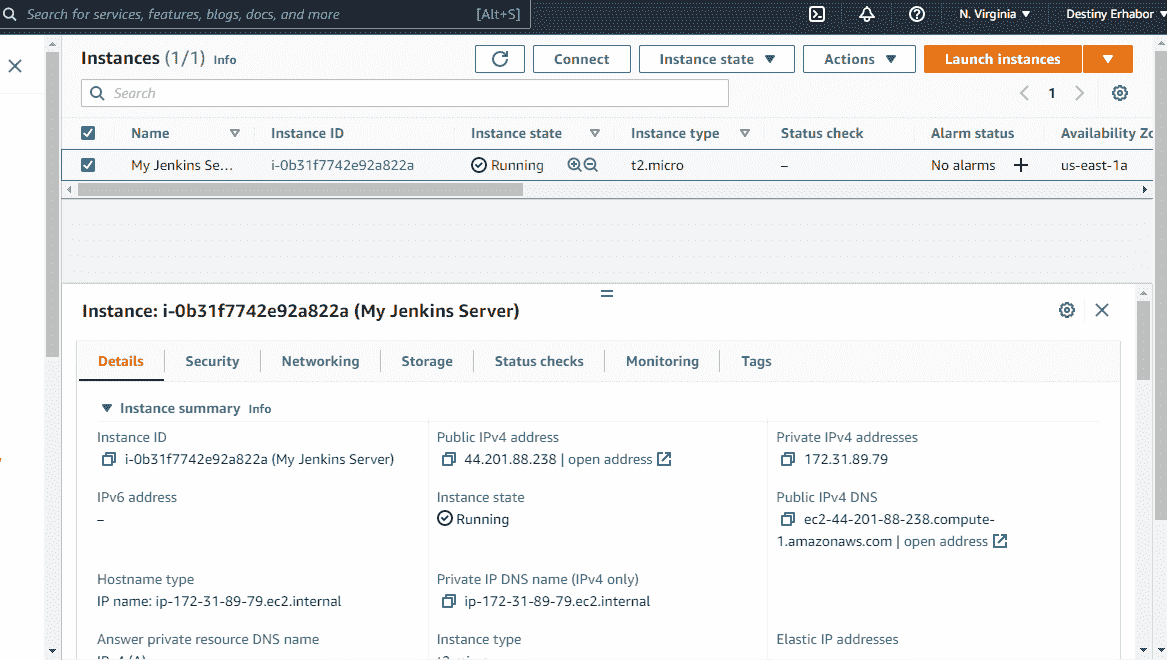 Search for services, features, blogs, docs, and more [Alt+S] N. Virginia Destiny Erhabor
Instances (1/1) Info Connect Instance state Actions Launch instances
Search 1
Name Instance ID Instance state Instance type Status check Alarm status Availability Zo
My Jenkins Se... i-0b31f7742e92a822a Running t2.micro – No alarms + us-east-1a
Instance: i-0b31f7742e92a822a (My Jenkins Server)
Details Security Networking Storage Status checks Monitoring Tags
Instance summary Info
Instance ID Public IPv4 address Private IPv4 addresses
i-0b31f7742e92a822a (My Jenkins Server) 44.201.88.238 | open address 172.31.89.79
IPv6 address Instance state Public IPv4 DNS
– Running ec2-44-201-88-238.compute-
1.amazonaws.com | open address
Hostname type Private IP DNS name (IPv4 only)
IP name: ip-172-31-89-79.ec2.internal ip-172-31-89-79.ec2.internal
Answer private resource DNS name Instance type Elastic IP addresses